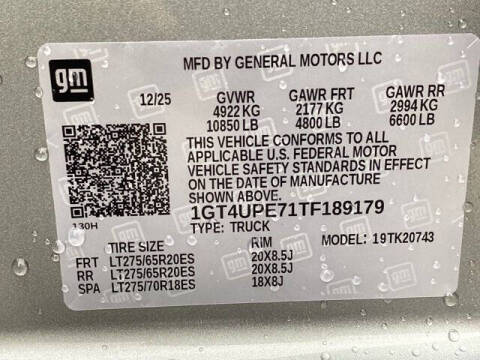 gm
MFD BY GENERAL MOTORS LLC
12/25 GVWR GAWR FRT GAWR RR
4922 KG 2177 KG 2994 KG
10850 LB 4800 LB 6600 LB
THIS VEHICLE CONFORMS TO ALL
APPLICABLE U.S. FEDERAL MOTOR
VEHICLE SAFETY STANDARDS IN EFFECT
ON THE DATE OF MANUFACTURE
SHOWN ABOVE.
1GT4UPE71TF189179
130H TYPE: TRUCK MODEL: 19TK20743
TIRE SIZE RIM
FRT LT275/65R20ES 20X8.5J
RR LT275/65R20ES 20X8.5J
SPA LT275/70R18ES 18X8J